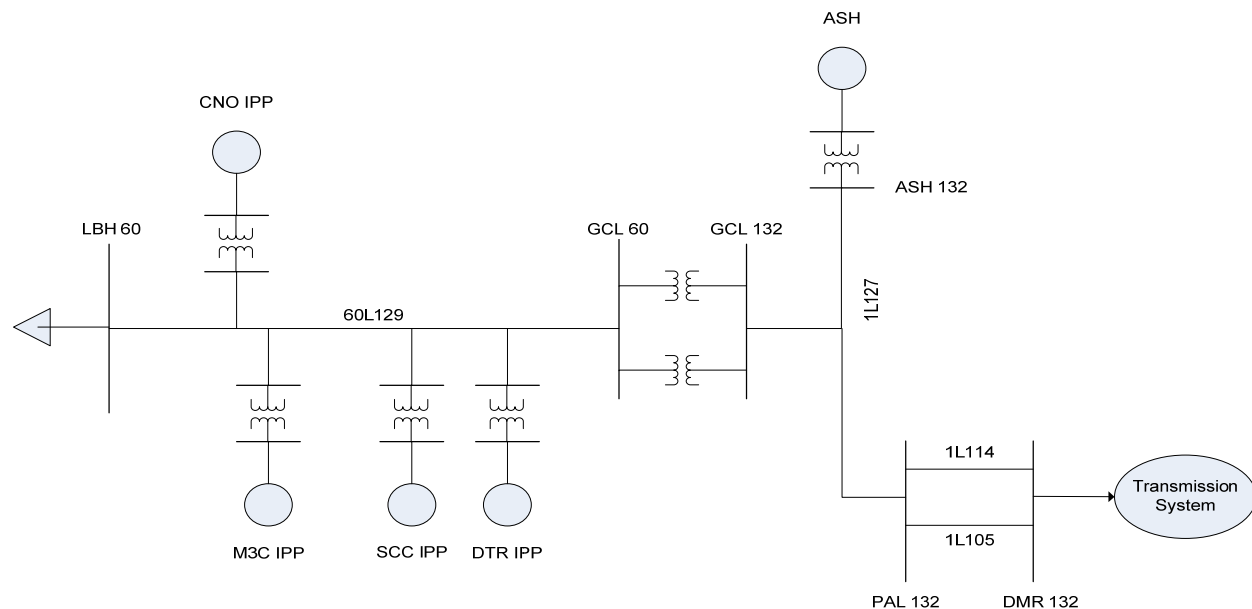 ASH
CNO IPP
ASH 132
LBH 60
GCL 60
GCL 132
1L127
60L129
1L114
Transmission
System
1L105
M3C IPP
SCC IPP
DTR IPP
PAL 132
DMR 132